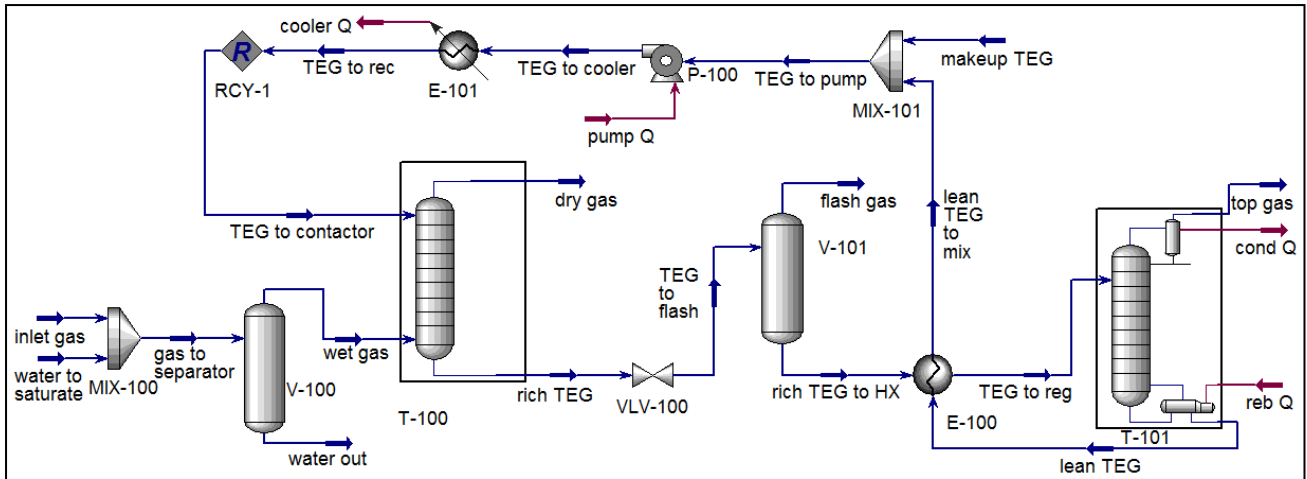 cooler Q
TEG to rec
TEG to cooler
TEG to pump
makeup TEG
R
RCY-1
E-101
P-100
MIX-101
pump Q
dry gas
flash gas
lean
TEG
to
mix
top gas
cond Q
TEG to contactor
TEG
to
flash
V-101
inlet gas
water to
saturate
MIX-100
gas to
separator
V-100
wet gas
T-100
rich TEG
VLV-100
rich TEG to HX
E-100
TEG to reg
reb Q
T-101
water out
lean TEG